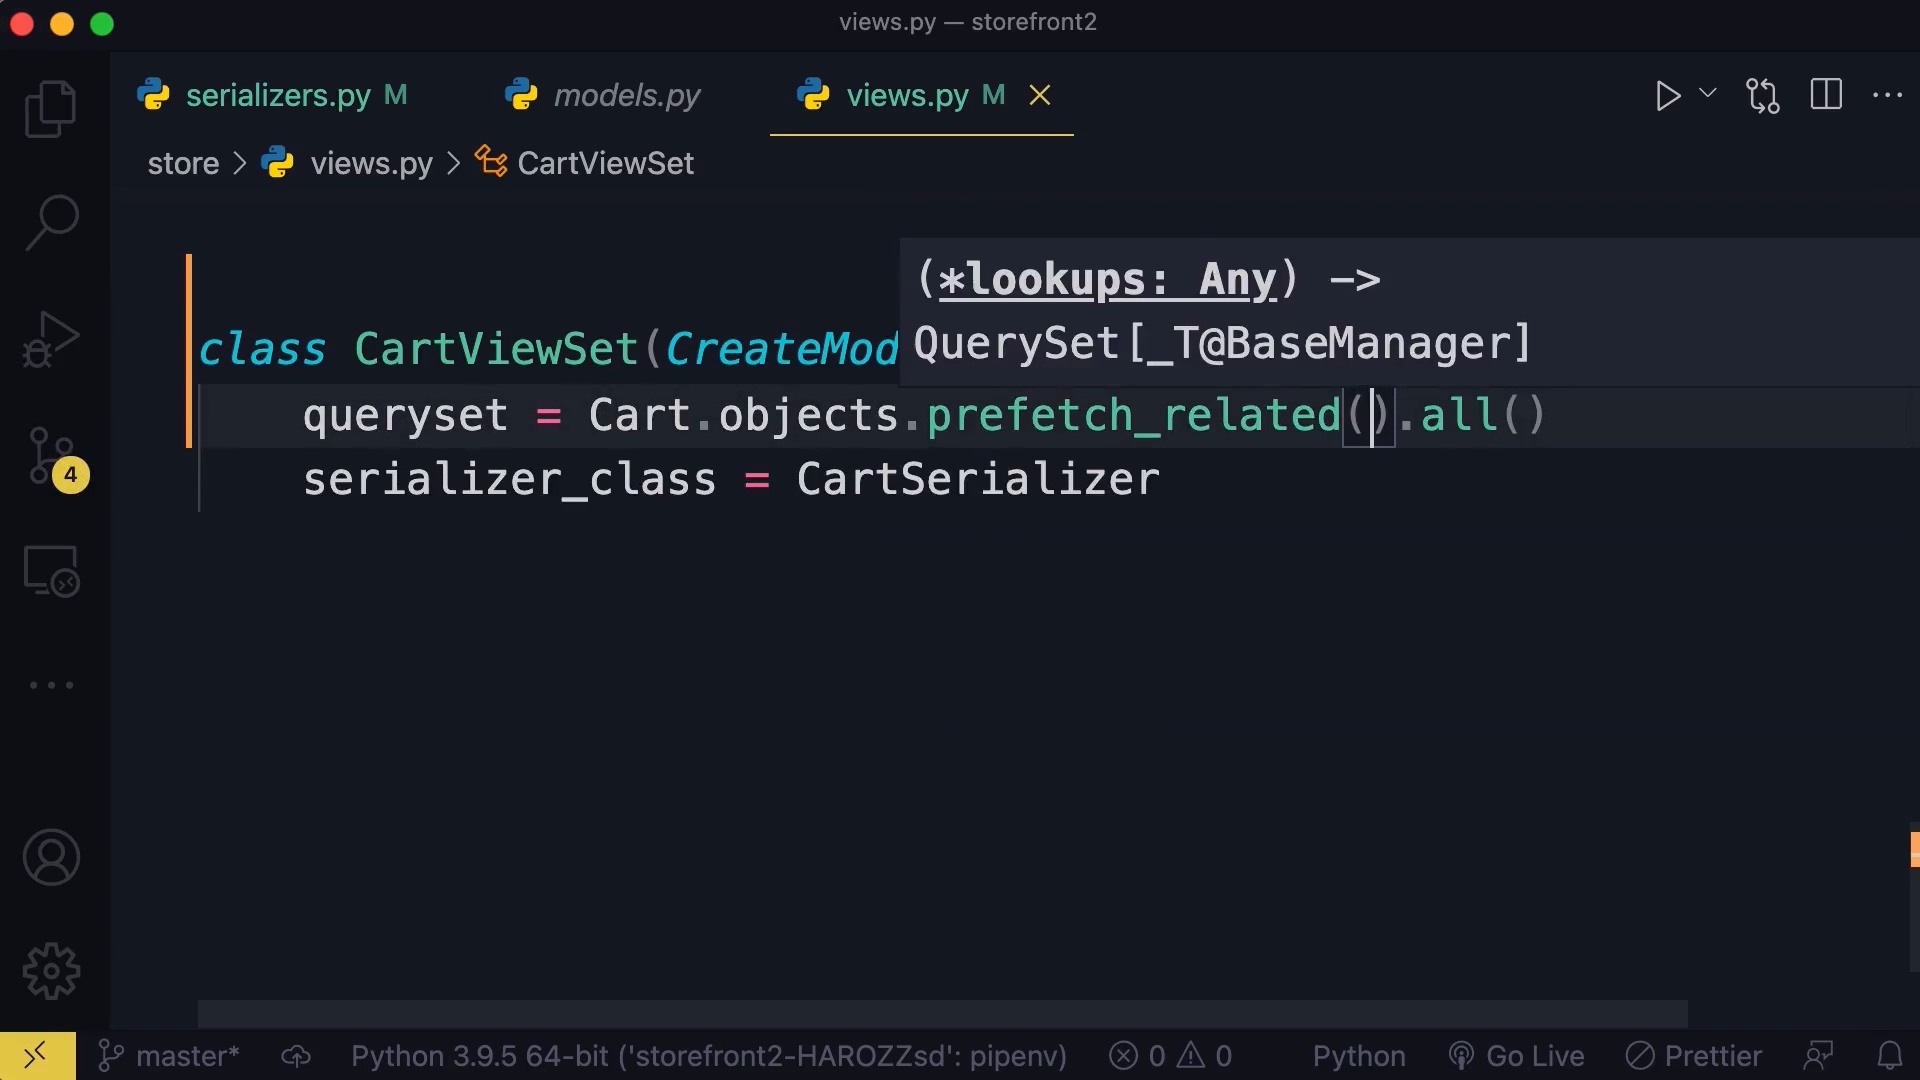 views.py — storefront2
serializers.py M models.py views.py M
store > views.py > CartViewSet
(*lookups: Any) ->
QuerySet[_T@BaseManager]
class CartViewSet(CreateMod
queryset = Cart.objects.prefetch_related().all()
serializer_class = CartSerializer
4
master* Python 3.9.5 64-bit ('storefront2-HAROZZsd': pipenv) 0 0 Python Go Live Prettier